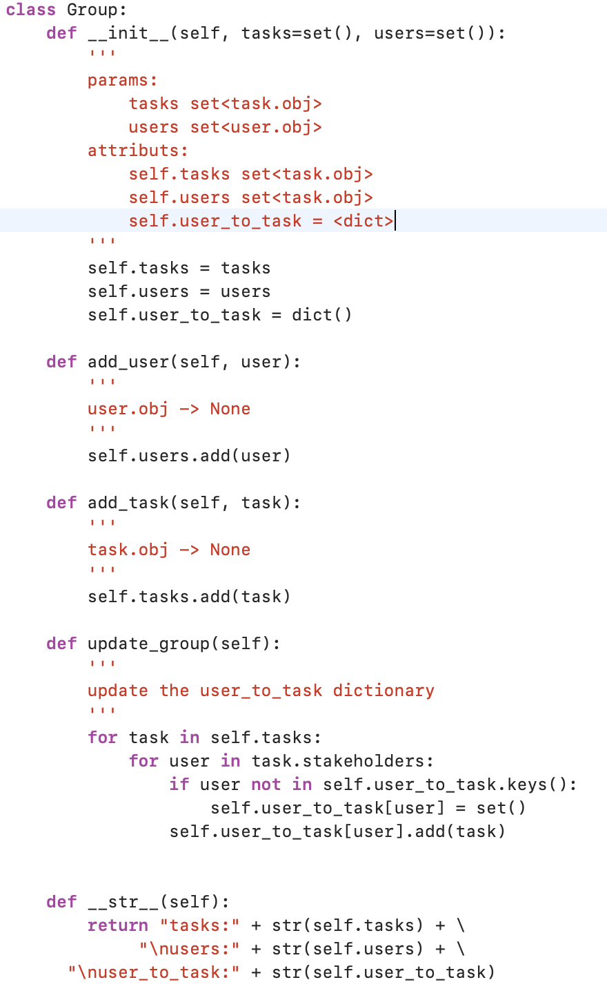 class Group:
    def __init__(self, tasks=set(), users=set()):
        '''
        params:
            tasks set<task.obj>
            users set<user.obj>
        attributs:
            self.tasks set<task.obj>
            self.users set<task.obj>
            self.user_to_task = <dict>
        '''
        self.tasks = tasks
        self.users = users
        self.user_to_task = dict()

    def add_user(self, user):
        '''
        user.obj -> None
        '''
        self.users.add(user)

    def add_task(self, task):
        '''
        task.obj -> None
        '''
        self.tasks.add(task)

    def update_group(self):
        '''
        update the user_to_task dictionary
        '''
        for task in self.tasks:
            for user in task.stakeholders:
                if user not in self.user_to_task.keys():
                    self.user_to_task[user] = set()
                self.user_to_task[user].add(task)


    def __str__(self):
        return "tasks:" + str(self.tasks) + \
             "\nusers:" + str(self.users) + \
      "\nuser_to_task:" + str(self.user_to_task)